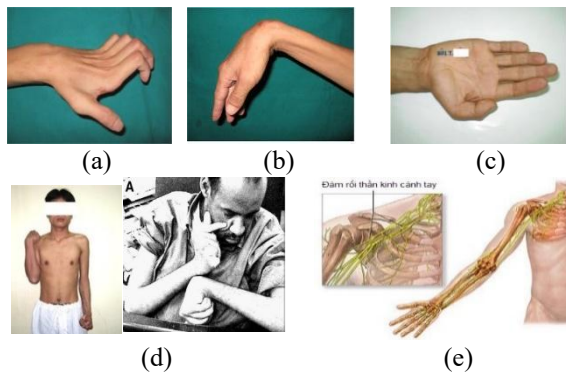 (a)
(b)
(c)
A
Đám rối thần kinh cánh tay
(d)
(e)